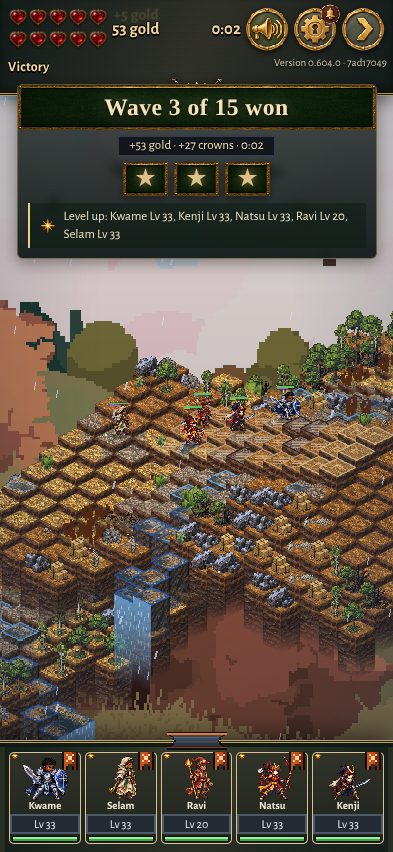 +5 gold
53 gold
0:02
Victory
Version 0.604.0 · 7ad17049
Wave 3 of 15 won
+53 gold · +27 crowns · 0:02
Level up: Kwame Lv 33, Kenji Lv 33, Natsu Lv 33, Ravi Lv 20,
Selam Lv 33
Kwame
Selam
Ravi
Natsu
Kenji
Lv 33
Lv 33
Lv 20
Lv 33
Lv 33